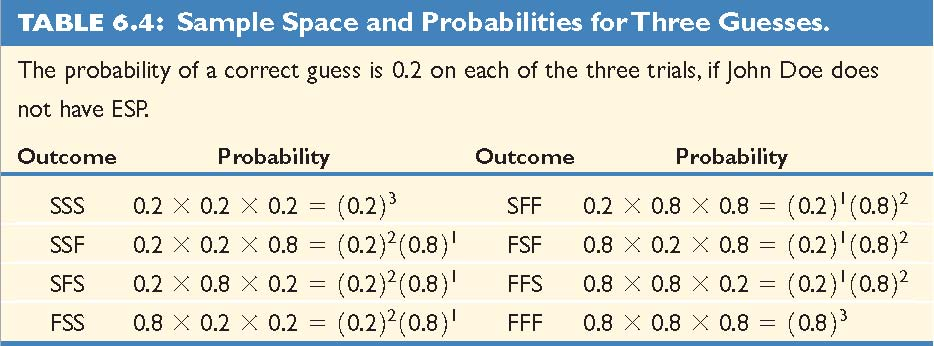 TABLE 6.4: Sample Space and Probabilities for Three Guesses.
The probability of a correct guess is 0.2 on each of the three trials, if John Doe does
not have ESP.
Outcome Probability Outcome Probability
SSS 0.2 × 0.2 × 0.2 = (0.2)³ SFF 0.2 × 0.8 × 0.8 = (0.2)¹(0.8)²
SSF 0.2 × 0.2 × 0.8 = (0.2)²(0.8)¹ FSF 0.8 × 0.2 × 0.8 = (0.2)¹(0.8)²
SFS 0.2 × 0.8 × 0.2 = (0.2)²(0.8)¹ FFS 0.8 × 0.8 × 0.2 = (0.2)¹(0.8)²
FSS 0.8 × 0.2 × 0.2 = (0.2)²(0.8)¹ FFF 0.8 × 0.8 × 0.8 = (0.8)³